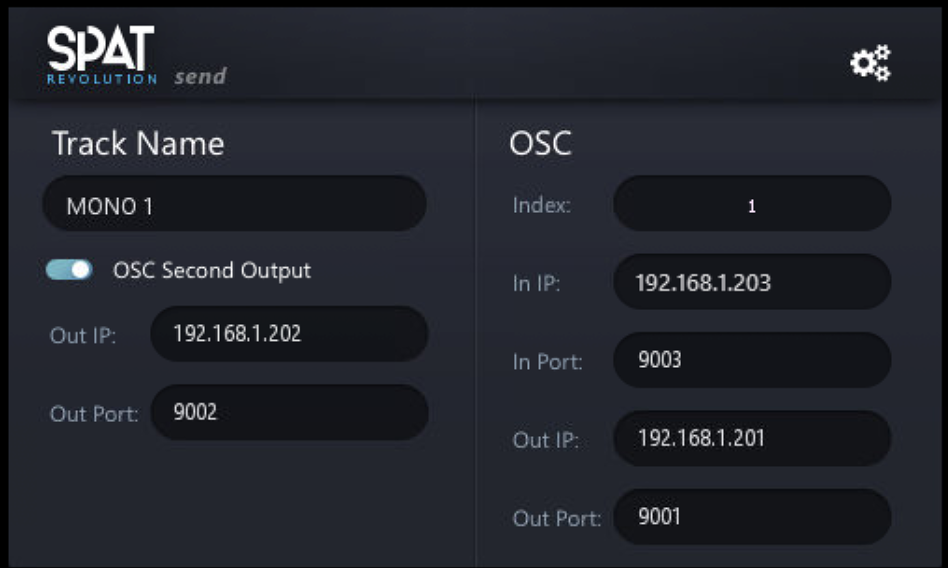 SPAT
REVOLUTION send
Track Name
MONO 1
OSC Second Output
Out IP: 192.168.1.202
Out Port: 9002
OSC
Index: 1
In IP: 192.168.1.203
In Port: 9003
Out IP: 192.168.1.201
Out Port: 9001